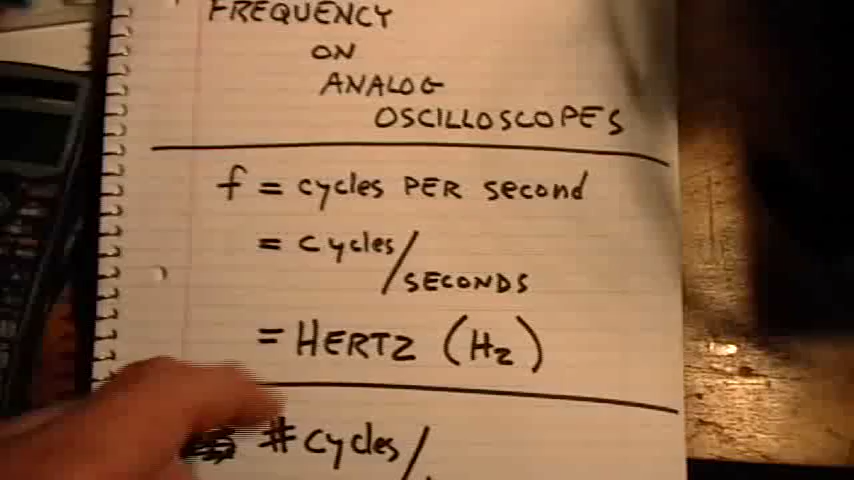 FREQUENCY
ON
ANALOG
OSCILLOSCOPES
f = cycles PER second
= cycles/
SECONDS
= HERTZ (Hz)
# cycles/